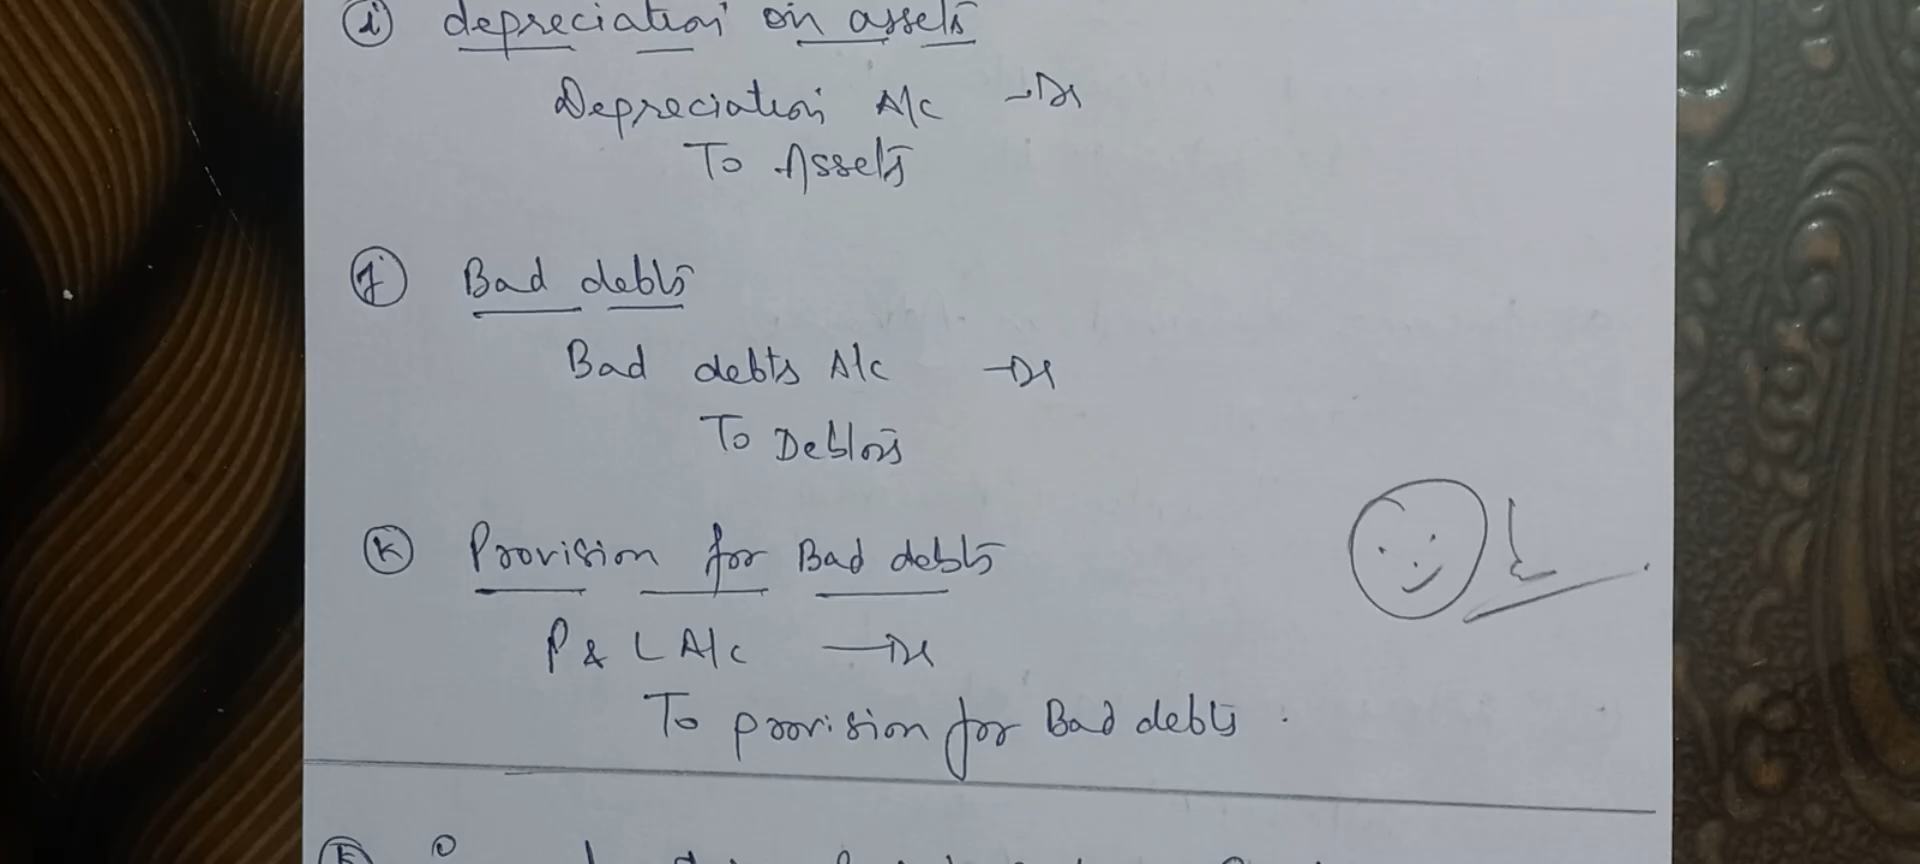 (i) depreciation on assets
Depreciation A/c - Dr
To Assets
(j) Bad debts
Bad debts A/c - Dr
To Debtors
(k) Provision for Bad debts
P & L A/c - Dr
To provision for Bad debts.